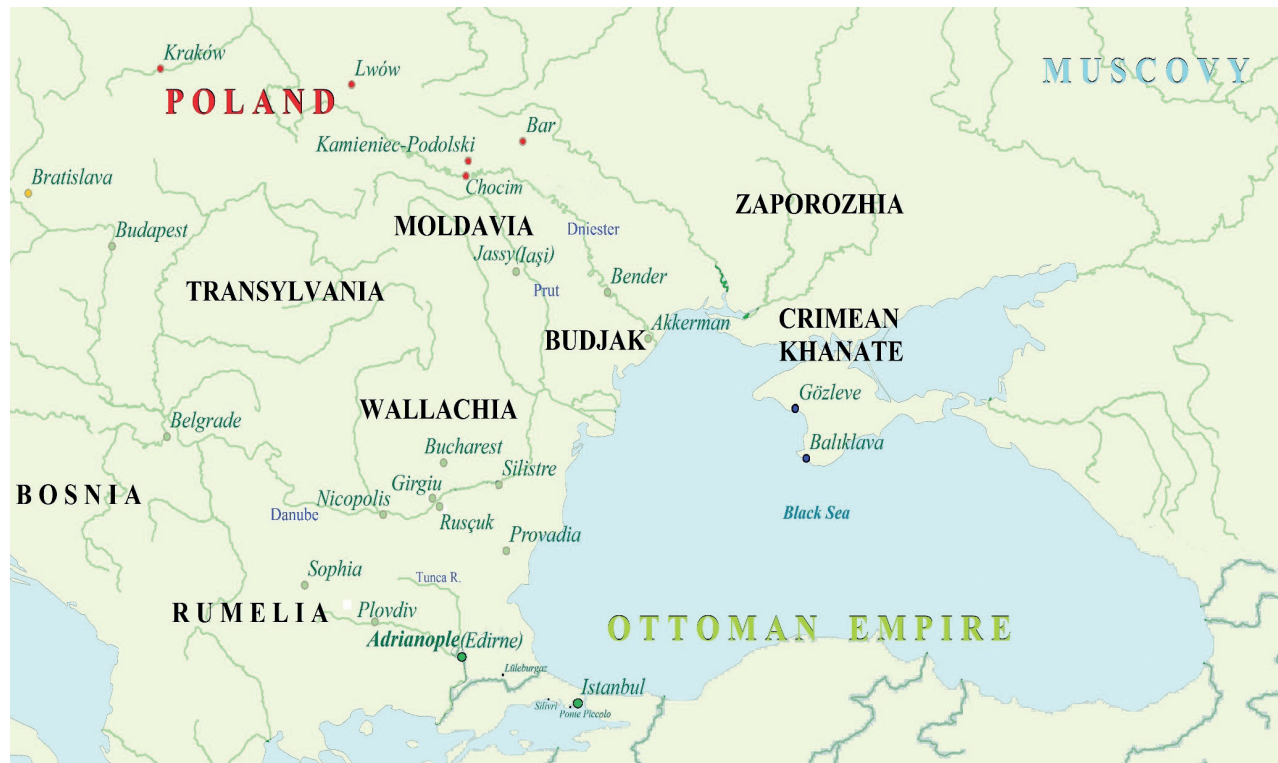 Kraków
Lwów
MUSCOVY
POLAND
Bar
Kamieniec-Podolski
Bratislava
Chocim
ZAPOROZHIA
Budapest
MOLDAVIA
Dniester
Jassy(Iaşi)
Bender
TRANSYLVANIA
Prut
Akkerman
CRIMEAN
KHANATE
BUDJAK
Gözleve
WALLACHIA
Belgrade
Bucharest
Balıklava
Silistre
Girgiu
BOSNIA
Nicopolis
Danube
Rusçuk
Black Sea
Provadia
Sophia
Tunca R.
RUMELIA
Plovdiv
OTTOMAN EMPIRE
Adrianople(Edirne)
Lüleburgaz
Istanbul
Silivri
Ponte Piccolo